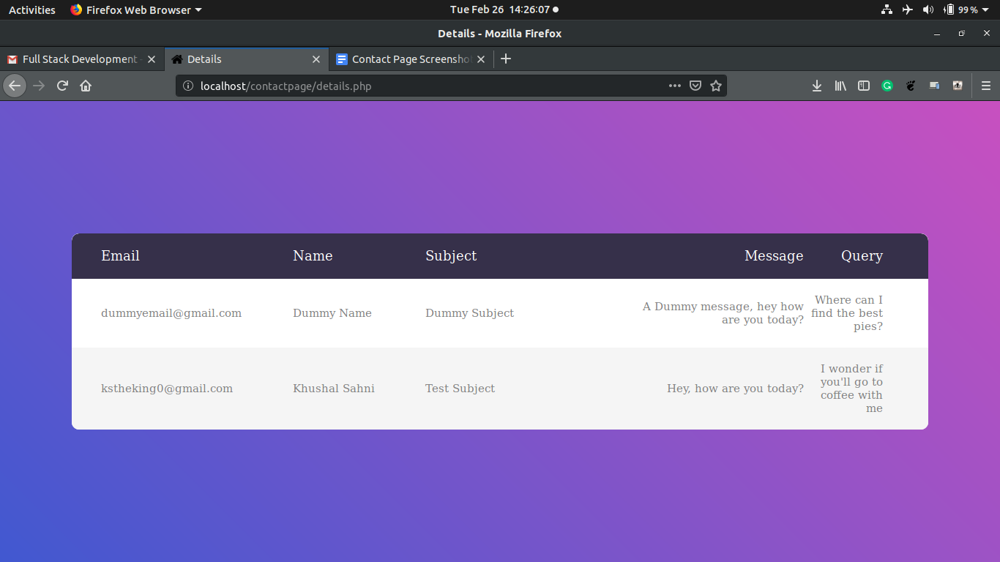 Activities Firefox Web Browser Tue Feb 26 14:26:07 99 %
Details - Mozilla Firefox
Full Stack Development - Details Contact Page Screenshot
localhost/contactpage/details.php
Email Name Subject Message Query
dummyemail@gmail.com Dummy Name Dummy Subject A Dummy message, hey how
are you today?
Where can I
find the best
pies?
kstheking0@gmail.com Khushal Sahni Test Subject Hey, how are you today?
I wonder if
you'll go to
coffee with
me